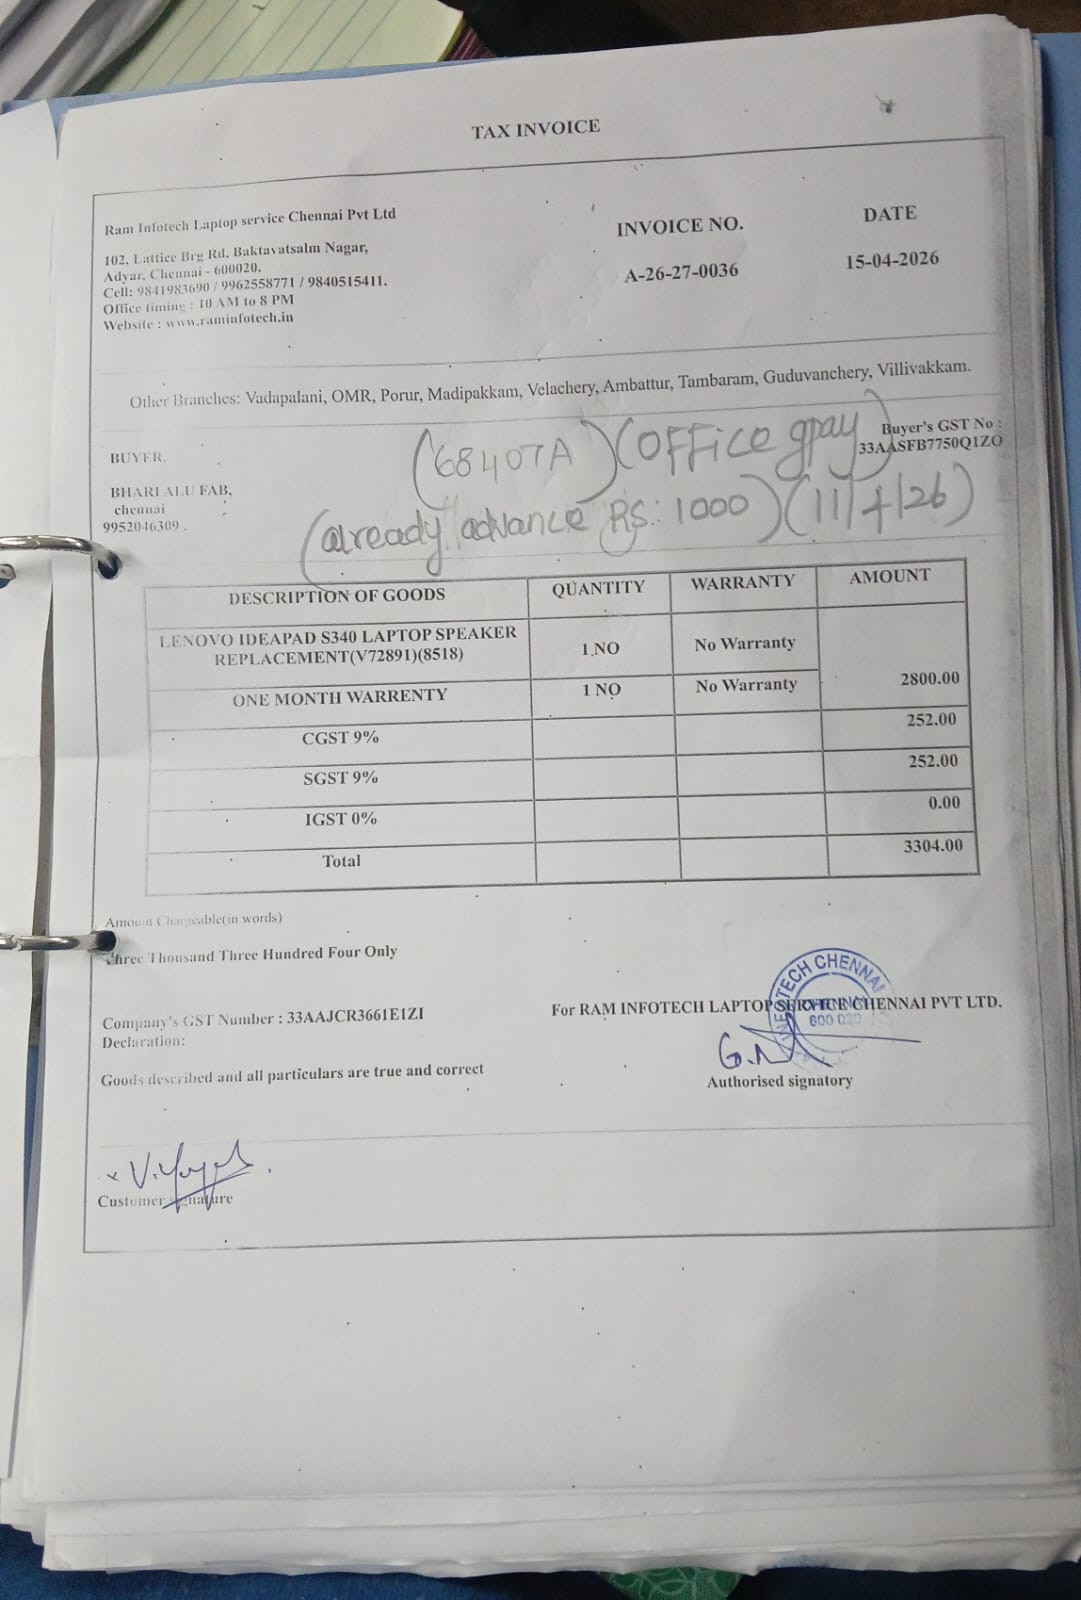 TAX INVOICE
Ram Infotech Laptop service Chennai Pvt Ltd
102, Lattice Brg Rd, Baktavatsalm Nagar,
Adyar, Chennai - 600020.
Cell: 9841983690 / 9962558771 / 9840515411.
Office timing : 10 AM to 8 PM
Website : www.raminfotech.in
INVOICE NO.
A-26-27-0036
DATE
15-04-2026
Other Branches: Vadapalani, OMR, Porur, Madipakkam, Velachery, Ambattur, Tambaram, Guduvanchery, Villivakkam.
BUYER,
BHARI ALU FAB,
chennai
9952046309 .
(68407A) (OFFICE gpay)
Buyer's GST No :
33AASFB7750Q1ZO
(already advance RS: 1000) (11/4/26)
DESCRIPTION OF GOODS QUANTITY WARRANTY AMOUNT
LENOVO IDEAPAD S340 LAPTOP SPEAKER
REPLACEMENT(V72891)(8518) 1 NO No Warranty
ONE MONTH WARRENTY 1 NO No Warranty 2800.00
CGST 9% 252.00
SGST 9% 252.00
IGST 0% 0.00
Total 3304.00
Amount Chargeable(in words)
Three Thousand Three Hundred Four Only
Company's GST Number : 33AAJCR3661E1ZI
Declaration:
Goods described and all particulars are true and correct
For RAM INFOTECH LAPTOP SERVICE CHENNAI PVT LTD.
INFOTECH CHENNAI
600 020
Authorised signatory
Customer signature